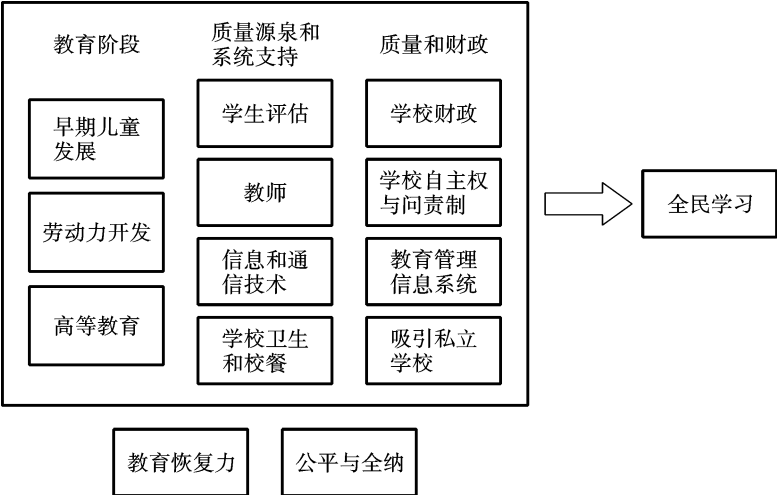 教育阶段
早期儿童
发展
劳动力开发
高等教育
质量源泉和
系统支持
学生评估
教师
信息和通
信技术
学校卫生
和校餐
质量和财政
学校财政
学校自主权
与问责制
教育管理
信息系统
吸引私立
学校
全民学习
教育恢复力
公平与全纳